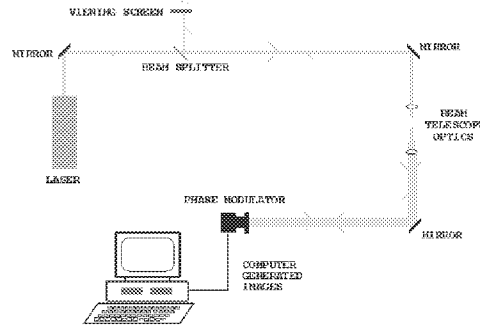 VIEWING SCREEN
MIRROR
MIRROR
BEAM SPLITTER
BEAM
TELESCOPE
OPTICS
LASER
PHASE MODULATOR
MIRROR
COMPUTER
GENERATED
IMAGES